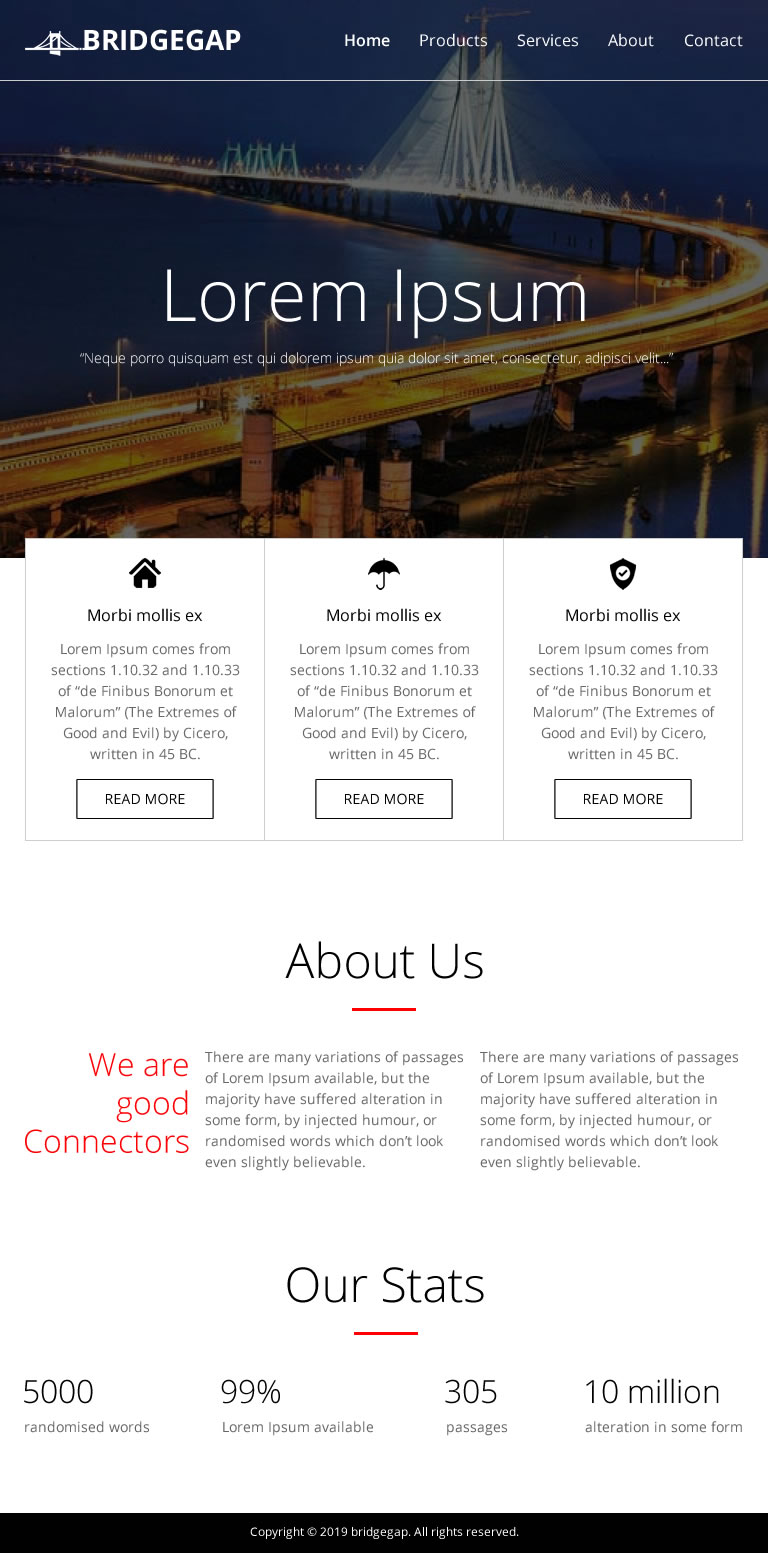 BRIDGEGAP
Home Products Services About Contact
Lorem Ipsum
“Neque porro quisquam est qui dolorem ipsum quia dolor sit amet, consectetur, adipisci velit...”
Morbi mollis ex
Lorem Ipsum comes from
sections 1.10.32 and 1.10.33
of “de Finibus Bonorum et
Malorum” (The Extremes of
Good and Evil) by Cicero,
written in 45 BC.
READ MORE
Morbi mollis ex
Lorem Ipsum comes from
sections 1.10.32 and 1.10.33
of “de Finibus Bonorum et
Malorum” (The Extremes of
Good and Evil) by Cicero,
written in 45 BC.
READ MORE
Morbi mollis ex
Lorem Ipsum comes from
sections 1.10.32 and 1.10.33
of “de Finibus Bonorum et
Malorum” (The Extremes of
Good and Evil) by Cicero,
written in 45 BC.
READ MORE
About Us
We are
good
Connectors
There are many variations of passages
of Lorem Ipsum available, but the
majority have suffered alteration in
some form, by injected humour, or
randomised words which don’t look
even slightly believable.
There are many variations of passages
of Lorem Ipsum available, but the
majority have suffered alteration in
some form, by injected humour, or
randomised words which don’t look
even slightly believable.
Our Stats
5000
randomised words
99%
Lorem Ipsum available
305
passages
10 million
alteration in some form
Copyright © 2019 bridgegap. All rights reserved.